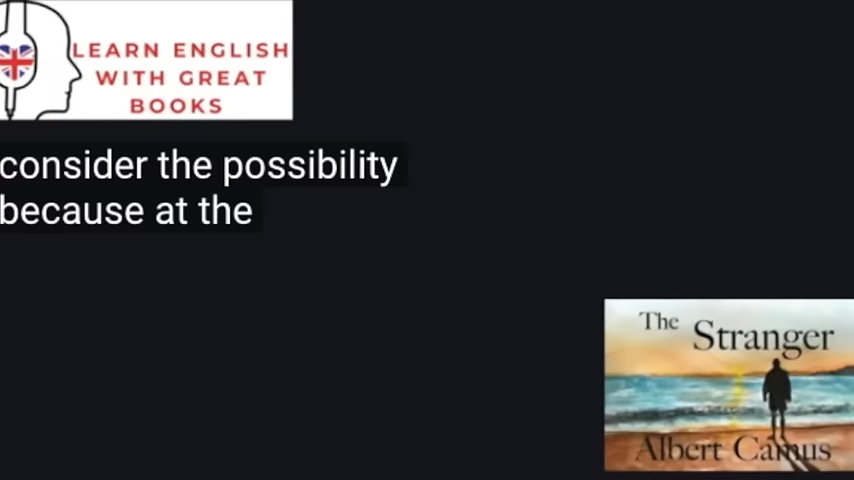 LEARN ENGLISH
WITH GREAT
BOOKS
consider the possibility
because at the
The Stranger
Albert Camus